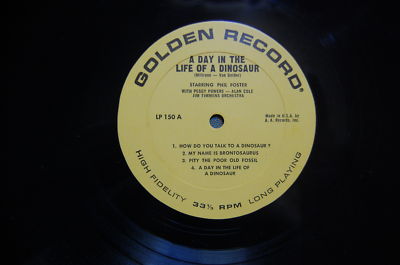 GOLDEN RECORD®
A DAY IN THE
LIFE OF A DINOSAUR
(Miltrane - Van Snider)
STARRING PHIL FOSTER
WITH PEGGY POWERS - ALAN COLE
JIM TIMMENS ORCHESTRA
LP 150 A
Made in U.S.A. by
A. A. Records, Inc.
1. HOW DO YOU TALK TO A DINOSAUR?
2. MY NAME IS BRONTOSAURUS
3. PITY THE POOR OLD FOSSIL
4. A DAY IN THE LIFE OF
A DINOSAUR
HIGH FIDELITY 33⅓ RPM LONG PLAYING